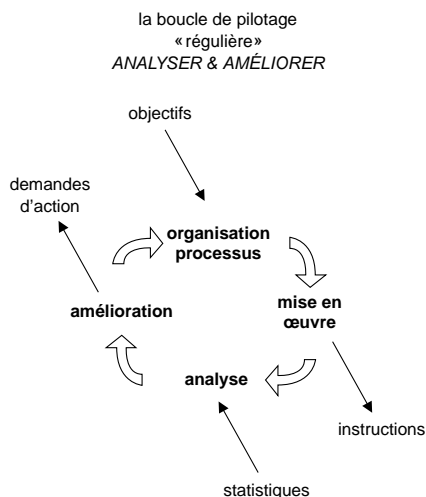 la boucle de pilotage
«régulière»
ANALYSER & AMÉLIORER
objectifs
demandes
d'action
organisation
processus
amélioration
mise en
œuvre
analyse
instructions
statistiques